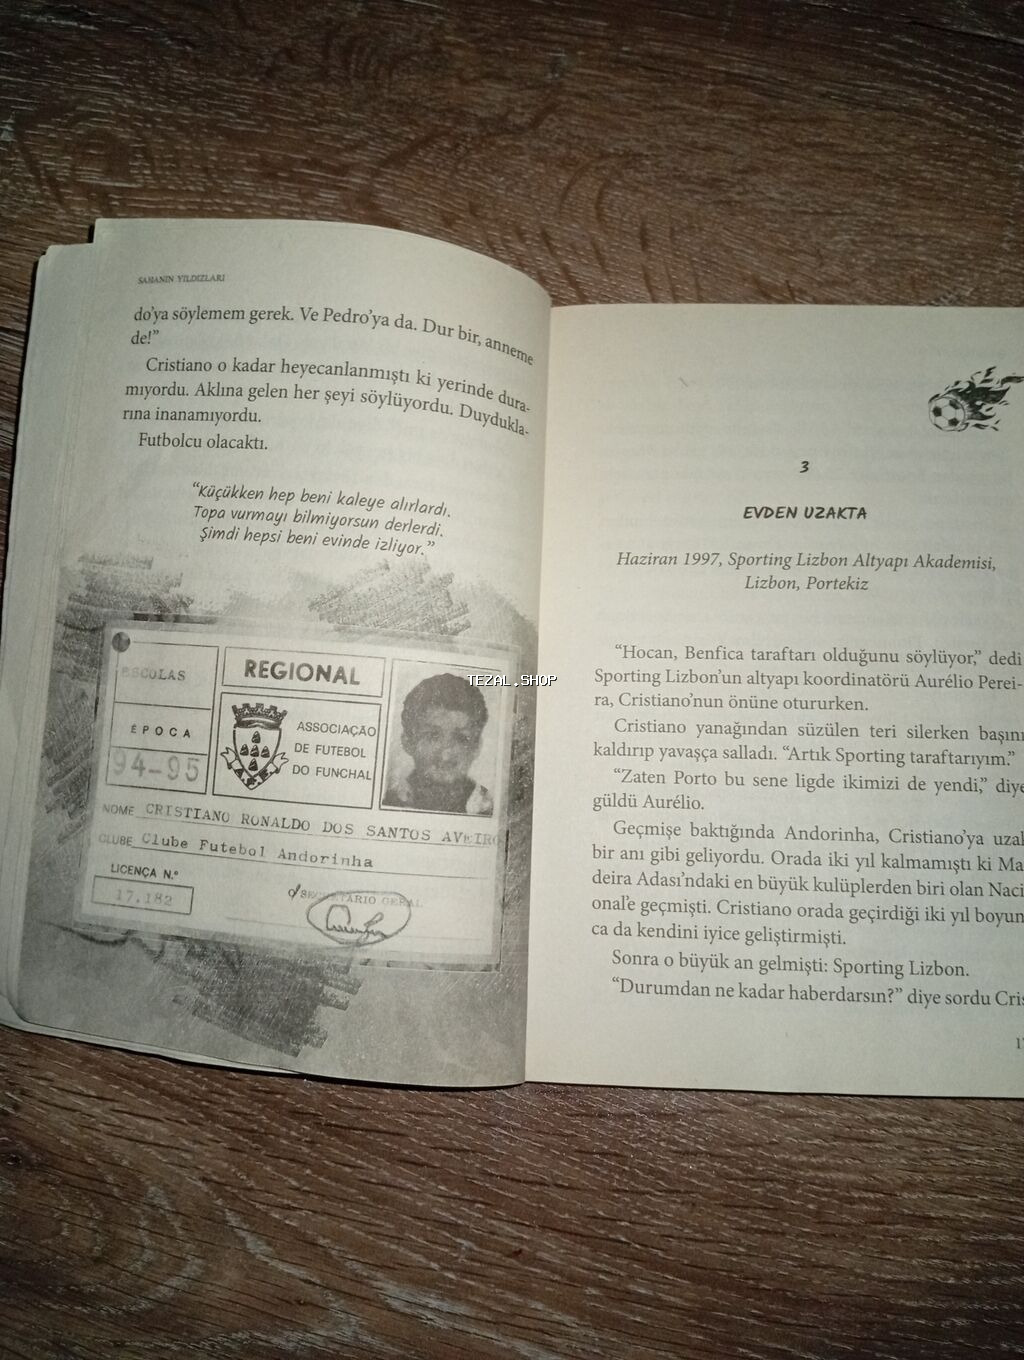 SAHANIN YILDIZLARI
do'ya söylemem gerek. Ve Pedro'ya da. Dur bir, anneme
de!"
Cristiano o kadar heyecanlanmıştı ki yerinde dura-
mıyordu. Aklına gelen her şeyi söylüyordu. Duydukla-
rına inanamıyordu.
Futbolcu olacaktı.
"Küçükken hep beni kaleye alırlardı.
Topa vurmayı bilmiyorsun derlerdi.
Şimdi hepsi beni evinde izliyor."
ESCOLAS
REGIONAL
ÉPOCA
94-95
ASSOCIAÇÃO
DE FUTEBOL
DO FUNCHAL
NOME CRISTIANO RONALDO DOS SANTOS AVEIRO
CLUBE Clube Futebol Andorinha
LICENÇA N.º
17.182
O SECRETÁRIO GERAL
TEZAL.SHOP
3
EVDEN UZAKTA
Haziran 1997, Sporting Lizbon Altyapı Akademisi,
Lizbon, Portekiz
"Hocan, Benfica taraftarı olduğunu söylüyor," dedi
Sporting Lizbon'un altyapı koordinatörü Aurélio Perei-
ra, Cristiano'nun önüne otururken.
Cristiano yanağından süzülen teri silerken başını
kaldırıp yavaşça salladı. "Artık Sporting taraftarıyım."
"Zaten Porto bu sene ligde ikimizi de yendi," diye
güldü Aurélio.
Geçmişe baktığında Andorinha, Cristiano'ya uzak
bir anı gibi geliyordu. Orada iki yıl kalmamıştı ki Ma-
deira Adası'ndaki en büyük kulüplerden biri olan Naci-
onal'e geçmişti. Cristiano orada geçirdiği iki yıl boyun-
ca da kendini iyice geliştirmişti.
Sonra o büyük an gelmişti: Sporting Lizbon.
"Durumdan ne kadar haberdarsın?" diye sordu Cris-